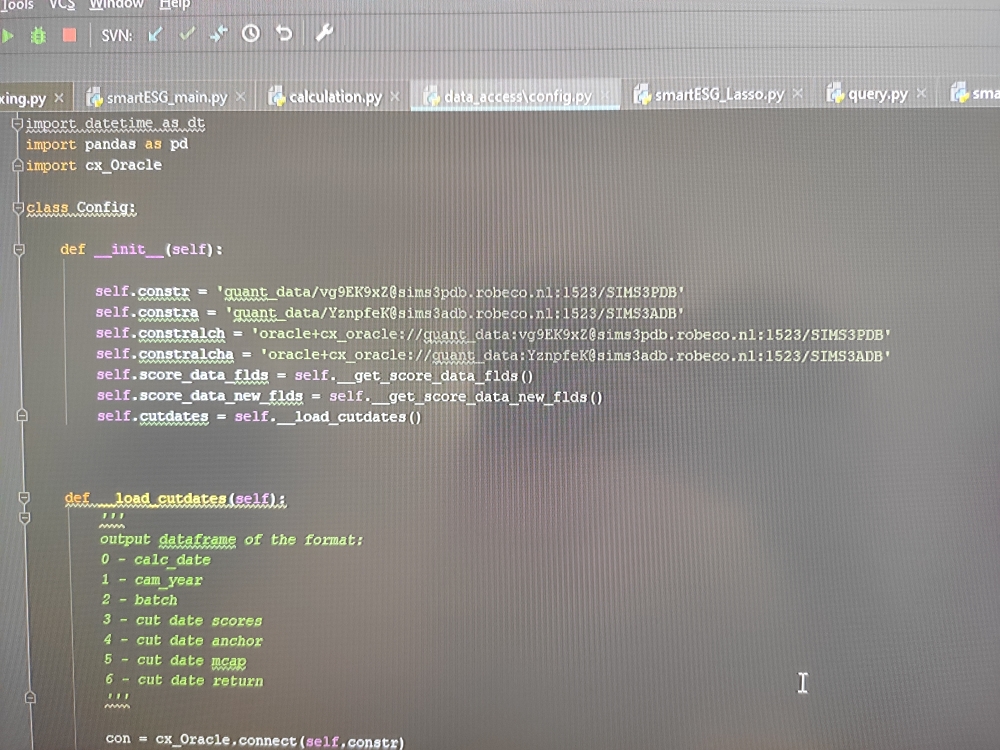 Tools VCS Window Help
SVN:
xing.py smartESG_main.py calculation.py data_access\config.py smartESG_Lasso.py query.py sma
import datetime as dt
import pandas as pd
import cx_Oracle
class Config:
def __init__(self):
self.constr = 'quant_data/vg9EK9xZ@sims3pdb.robeco.nl:1523/SIMS3PDB'
self.constra = 'quant_data/YznpfeK@sims3adb.robeco.nl:1523/SIMS3ADB'
self.constralch = 'oracle+cx_oracle://quant_data:vg9EK9xZ@sims3pdb.robeco.nl:1523/SIMS3PDB'
self.constralcha = 'oracle+cx_oracle://quant_data:YznpfeK@sims3adb.robeco.nl:1523/SIMS3ADB'
self.score_data_flds = self.__get_score_data_flds()
self.score_data_new_flds = self.__get_score_data_new_flds()
self.cutdates = self.__load_cutdates()
def __load_cutdates(self):
'''
output dataframe of the format:
0 - calc_date
1 - cam_year
2 - batch
3 - cut date scores
4 - cut date anchor
5 - cut date mcap
6 - cut date return
'''
con = cx_Oracle.connect(self.constr)